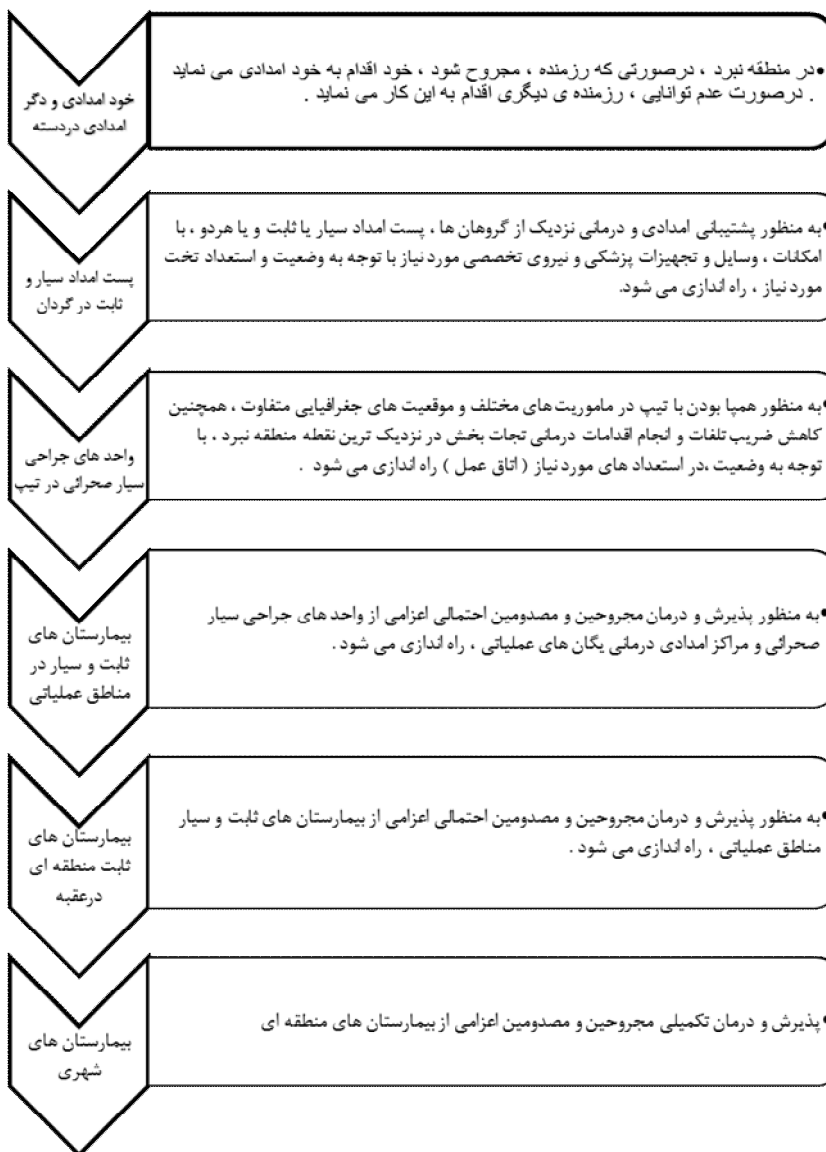 خود امدادی و دگر
امدادی دردسته
•در منطقه نبرد ، درصورتی که رزمنده ، مجروح شود ، خود اقدام به خود امدادی می نماید
. درصورت عدم توانایی ، رزمنده ی دیگری اقدام به این کار می نماید .
پست امداد سیار و
ثابت در گردان
•به منظور پشتیبانی امدادی و درمانی نزدیک از گروهان ها ، پست امداد سیار یا ثابت و یا هردو ، با
امکانات ، وسایل و تجهیزات پزشکی و نیروی تخصصی مورد نیاز با توجه به وضعیت و استعداد تخت
مورد نیاز ، راه اندازی می شود.
واحد های جراحی
سیار صحرائی در تیپ
•به منظور همپا بودن با تیپ در ماموریت های مختلف و موقعیت های جغرافیایی متفاوت ، همچنین
کاهش ضریب تلفات و انجام اقدامات درمانی نجات بخش در نزدیک ترین نقطه منطقه نبرد ، با
توجه به وضعیت ،در استعداد های مورد نیاز ( اتاق عمل ) راه اندازی می شود .
بیمارستان های
ثابت و سیار در
مناطق عملیاتی
•به منظور پذیرش و درمان مجروحین و مصدومین احتمالی اعزامی از واحد های جراحی سیار
صحرائی و مراکز امدادی درمانی یگان های عملیاتی ، راه اندازی می شود .
بیمارستان های
ثابت منطقه ای
درعقبه
•به منظور پذیرش و درمان مجروحین و مصدومین احتمالی اعزامی از بیمارستان های ثابت و سیار
مناطق عملیاتی ، راه اندازی می شود .
بیمارستان های
شهری
•پذیرش و درمان تکمیلی مجروحین و مصدومین اعزامی از بیمارستان های منطقه ای